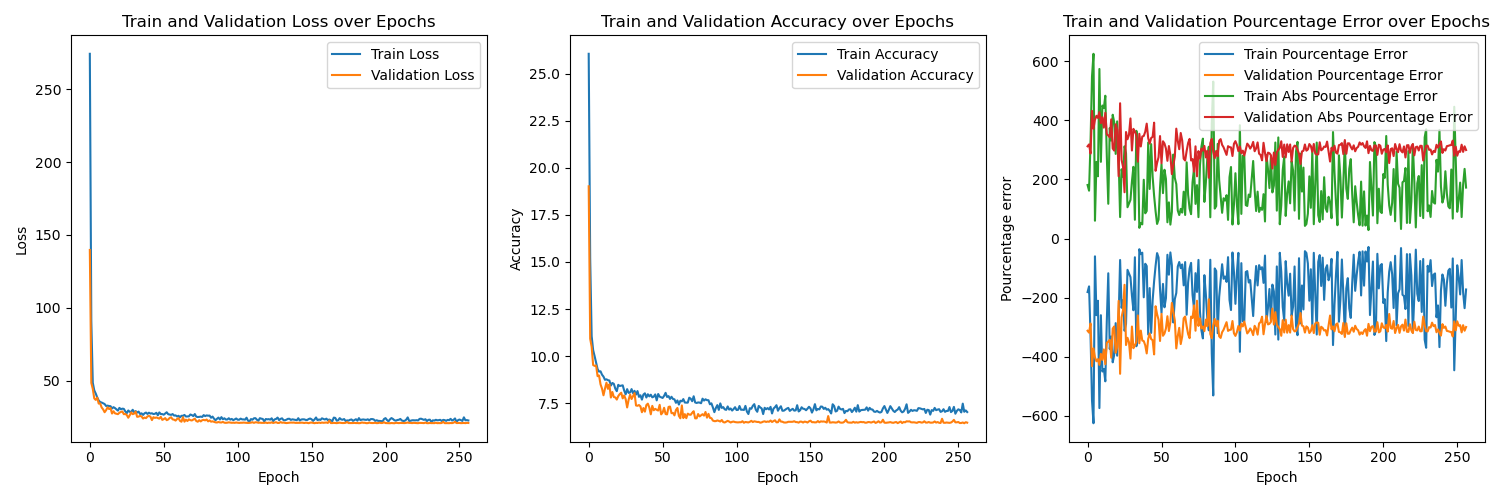 Train and Validation Loss over Epochs
Loss
250
200
150
100
50
0
50
100
150
200
250
Epoch
Train Loss
Validation Loss
Train and Validation Accuracy over Epochs
Accuracy
25.0
22.5
20.0
17.5
15.0
12.5
10.0
7.5
0
50
100
150
200
250
Epoch
Train Accuracy
Validation Accuracy
Train and Validation Pourcentage Error over Epochs
Pourcentage error
600
400
200
0
−200
−400
−600
0
50
100
150
200
250
Epoch
Train Pourcentage Error
Validation Pourcentage Error
Train Abs Pourcentage Error
Validation Abs Pourcentage Error